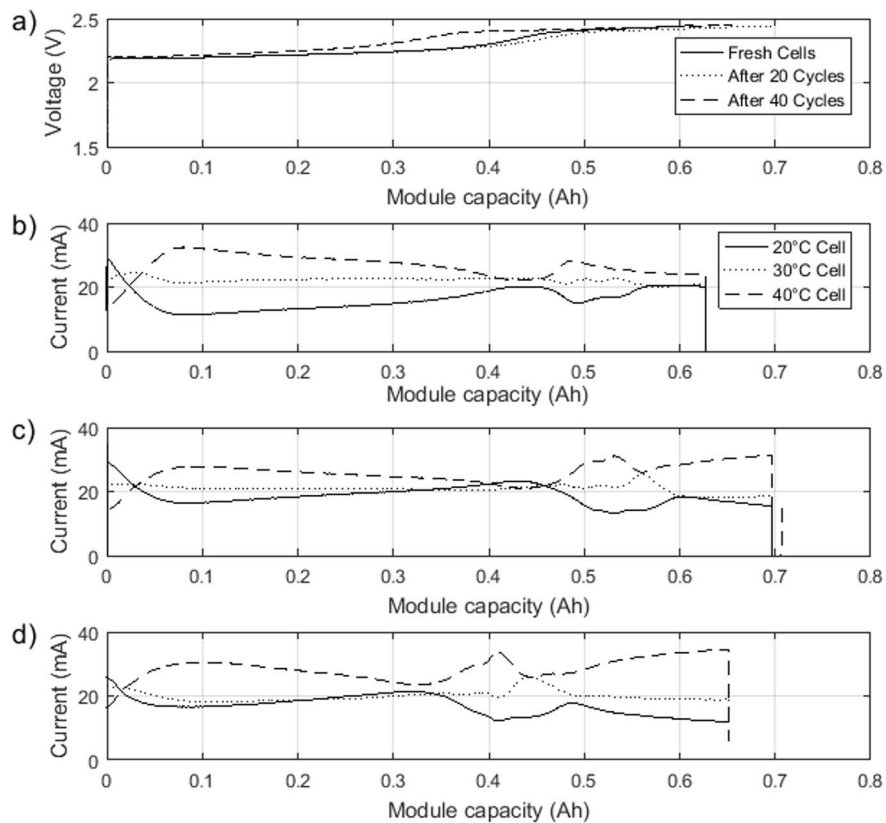 a)
2.5
2
1.5
Voltage (V)
Fresh Cells
After 20 Cycles
After 40 Cycles
0 0.1 0.2 0.3 0.4 0.5 0.6 0.7 0.8
Module capacity (Ah)
b)
40
20
0
Current (mA)
20°C Cell
30°C Cell
40°C Cell
0 0.1 0.2 0.3 0.4 0.5 0.6 0.7 0.8
Module capacity (Ah)
c)
40
20
0
Current (mA)
0 0.1 0.2 0.3 0.4 0.5 0.6 0.7 0.8
Module capacity (Ah)
d)
40
20
0
Current (mA)
0 0.1 0.2 0.3 0.4 0.5 0.6 0.7 0.8
Module capacity (Ah)